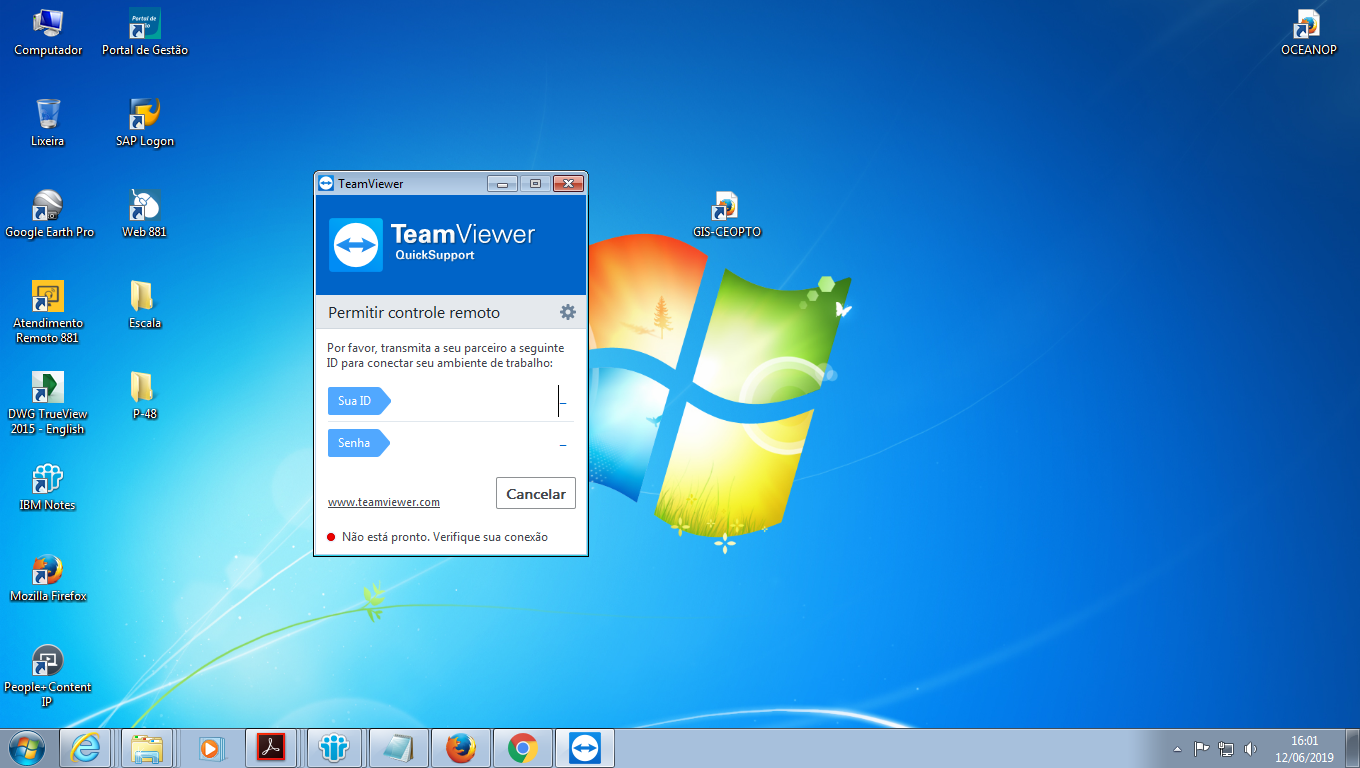 Computador
Portal de Gestão
OCEANOP
Lixeira
SAP Logon
Google Earth Pro
Web 881
GIS-CEOPTO
Atendimento
Remoto 881
Escala
DWG TrueView
2015 - English
P-48
IBM Notes
Mozilla Firefox
People+Content
IP
TeamViewer
TeamViewer
QuickSupport
Permitir controle remoto
Por favor, transmita a seu parceiro a seguinte
ID para conectar seu ambiente de trabalho:
Sua ID –
Senha –
www.teamviewer.com
Cancelar
Não está pronto. Verifique sua conexão
16:01
12/06/2019